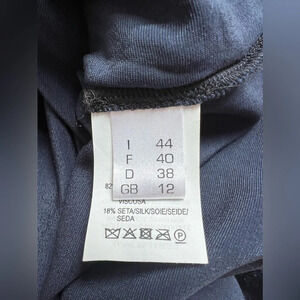 I 44
F 40
D 38
GB 12
82
VISCOSA
18% SETA/SILK/SOIE/SEIDE/
SEDA
P